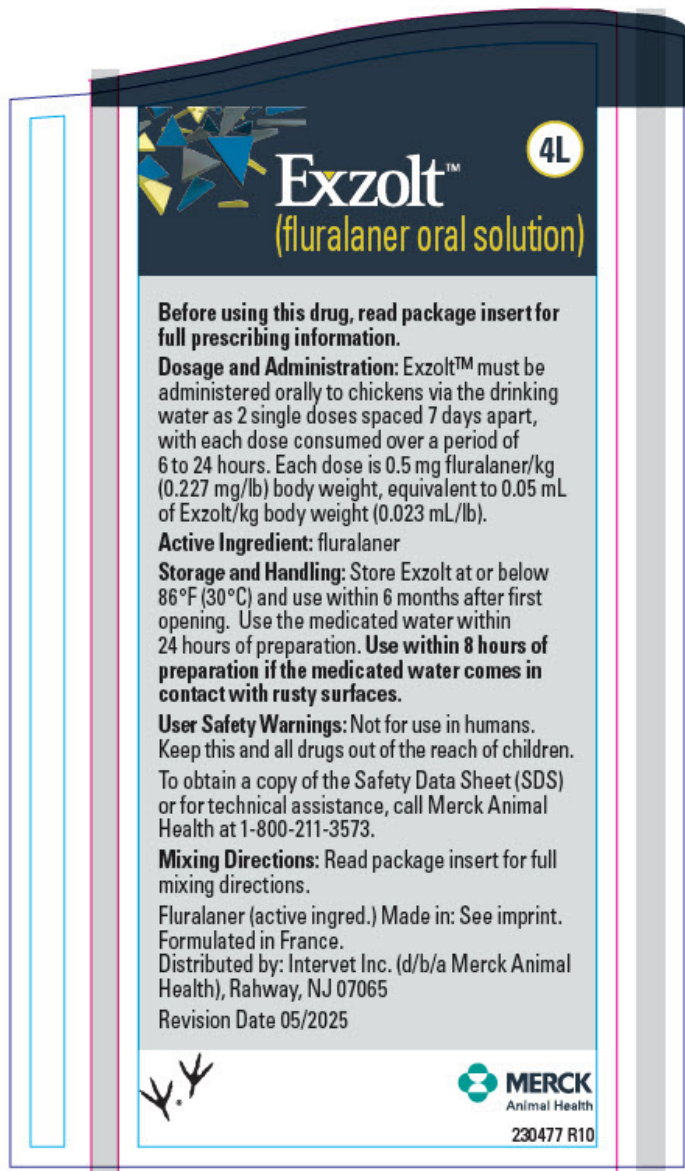 4L
Exzolt™
(fluralaner oral solution)
Before using this drug, read package insert for
full prescribing information.
Dosage and Administration: Exzolt™ must be
administered orally to chickens via the drinking
water as 2 single doses spaced 7 days apart,
with each dose consumed over a period of
6 to 24 hours. Each dose is 0.5 mg fluralaner/kg
(0.227 mg/lb) body weight, equivalent to 0.05 mL
of Exzolt/kg body weight (0.023 mL/lb).
Active Ingredient: fluralaner
Storage and Handling: Store Exzolt at or below
86°F (30°C) and use within 6 months after first
opening. Use the medicated water within
24 hours of preparation. Use within 8 hours of
preparation if the medicated water comes in
contact with rusty surfaces.
User Safety Warnings: Not for use in humans.
Keep this and all drugs out of the reach of children.
To obtain a copy of the Safety Data Sheet (SDS)
or for technical assistance, call Merck Animal
Health at 1-800-211-3573.
Mixing Directions: Read package insert for full
mixing directions.
Fluralaner (active ingred.) Made in: See imprint.
Formulated in France.
Distributed by: Intervet Inc. (d/b/a Merck Animal
Health), Rahway, NJ 07065
Revision Date 05/2025
MERCK
Animal Health
230477 R10